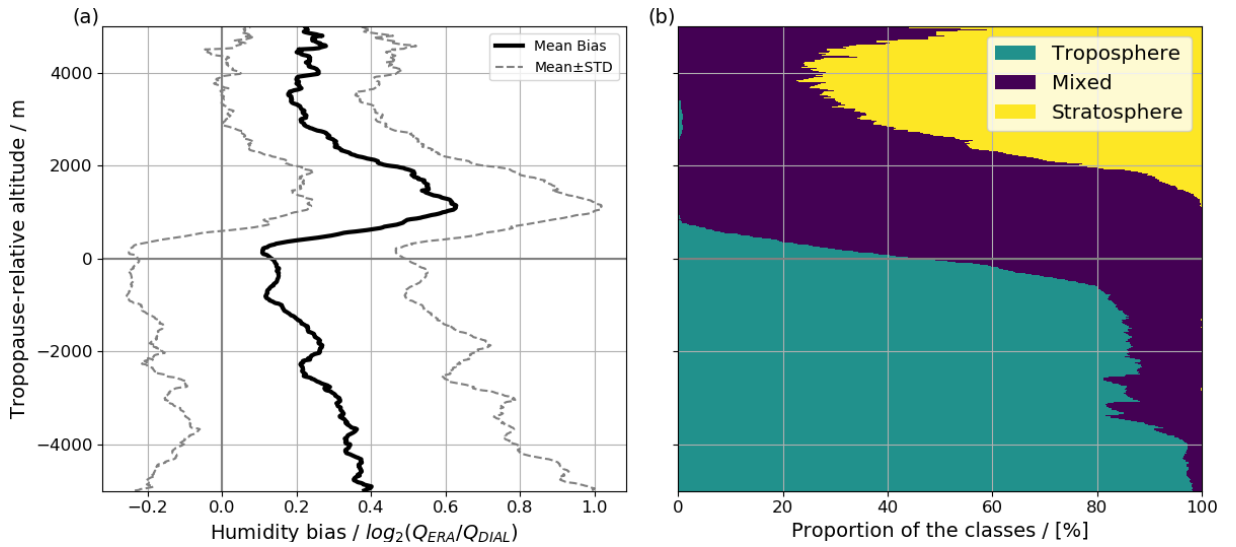 (a)
(b)
Mean Bias
Mean±STD
Troposphere
Mixed
Stratosphere
4000
2000
0
−2000
−4000
Tropopause-relative altitude / m
−0.2 0.0 0.2 0.4 0.6 0.8 1.0
0 20 40 60 80 100
Humidity bias / log₂(Q_ERA/Q_DIAL)
Proportion of the classes / [%]